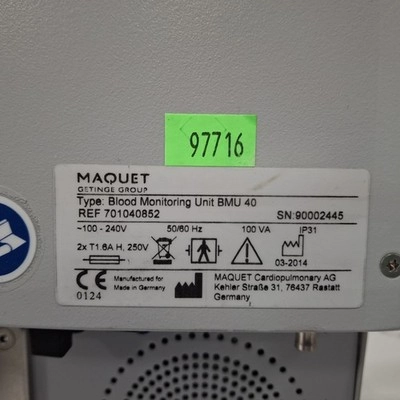 97716
MAQUET
GETINGE GROUP
Type: Blood Monitoring Unit BMU 40
REF 701040852 SN:90002445
~100 - 240V 50/60 Hz 100 VA IP31
2x T1.6A H, 250V
03-2014
CE 0124
Manufactured for
Made in Germany
MAQUET Cardiopulmonary AG
Kehler Straße 31, 76437 Rastatt
Germany